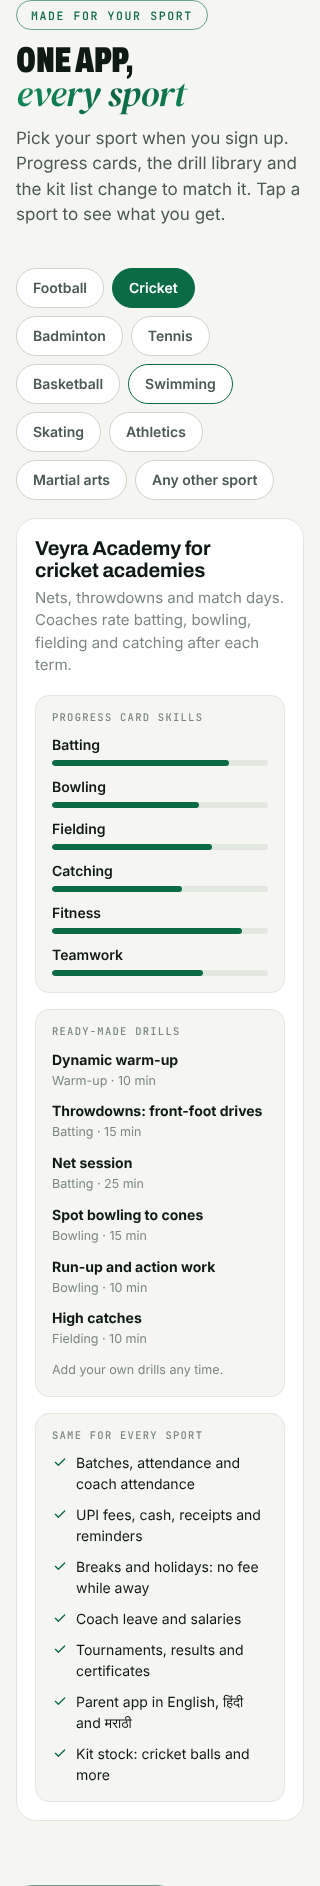 MADE FOR YOUR SPORT
ONE APP,
every sport
Pick your sport when you sign up.
Progress cards, the drill library and
the kit list change to match it. Tap a
sport to see what you get.
Football
Cricket
Badminton
Tennis
Basketball
Swimming
Skating
Athletics
Martial arts
Any other sport
Veyra Academy for
cricket academies
Nets, throwdowns and match days.
Coaches rate batting, bowling,
fielding and catching after each
term.
PROGRESS CARD SKILLS
Batting
Bowling
Fielding
Catching
Fitness
Teamwork
READY-MADE DRILLS
Dynamic warm-up
Warm-up · 10 min
Throwdowns: front-foot drives
Batting · 15 min
Net session
Batting · 25 min
Spot bowling to cones
Bowling · 15 min
Run-up and action work
Bowling · 10 min
High catches
Fielding · 10 min
Add your own drills any time.
SAME FOR EVERY SPORT
Batches, attendance and
coach attendance
UPI fees, cash, receipts and
reminders
Breaks and holidays: no fee
while away
Coach leave and salaries
Tournaments, results and
certificates
Parent app in English, हिंदी
and मराठी
Kit stock: cricket balls and
more